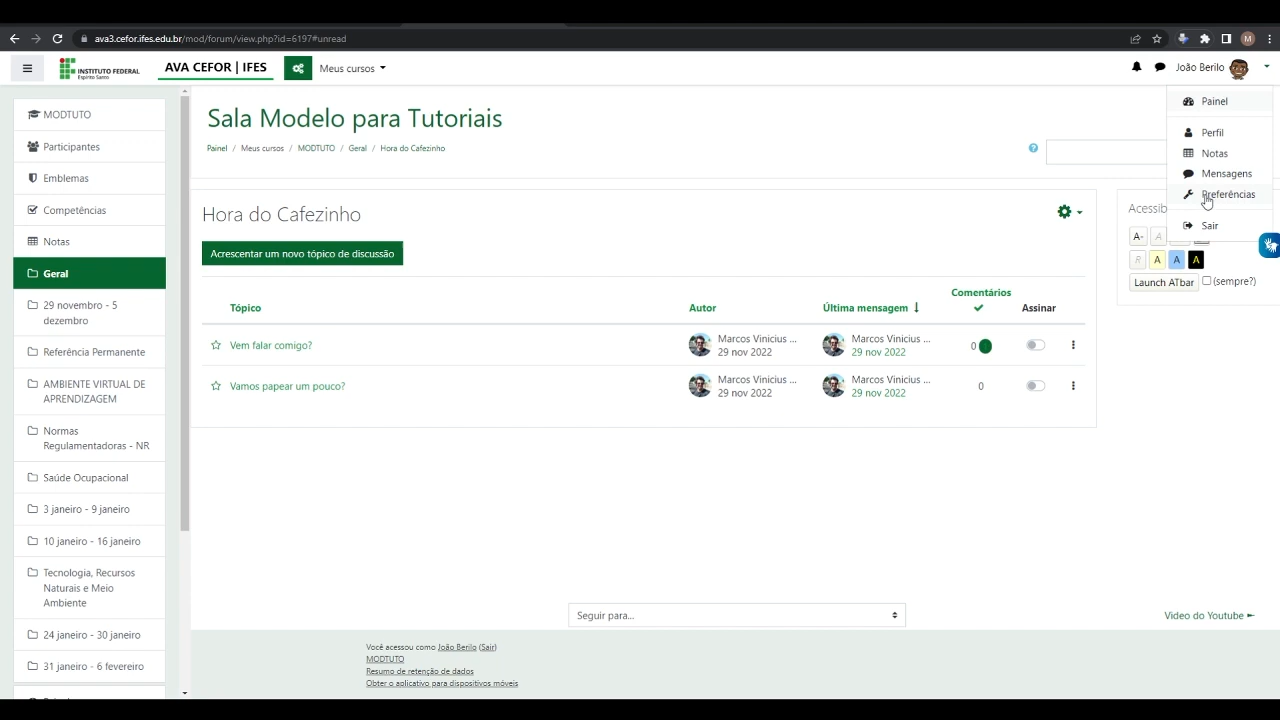 ava3.cefor.ifes.edu.br/mod/forum/view.php?id=6197#unread
M
INSTITUTO FEDERAL
Espírito Santo
AVA CEFOR | IFES
Meus cursos
João Berilo
MODTUTO
Participantes
Emblemas
Competências
Notas
Geral
29 novembro - 5
dezembro
Referência Permanente
AMBIENTE VIRTUAL DE
APRENDIZAGEM
Normas
Regulamentadoras - NR
Saúde Ocupacional
3 janeiro - 9 janeiro
10 janeiro - 16 janeiro
Tecnologia, Recursos
Naturais e Meio
Ambiente
24 janeiro - 30 janeiro
31 janeiro - 6 fevereiro
Sala Modelo para Tutoriais
Painel / Meus cursos / MODTUTO / Geral / Hora do Cafezinho
Painel
Perfil
Notas
Mensagens
Preferências
Sair
Hora do Cafezinho
Acrescentar um novo tópico de discussão
Tópico
Autor
Última mensagem
Comentários
Assinar
Vem falar comigo?
Marcos Vinicius ...
29 nov 2022
Marcos Vinicius ...
29 nov 2022
0
Vamos papear um pouco?
Marcos Vinicius ...
29 nov 2022
Marcos Vinicius ...
29 nov 2022
0
Acessib
A+ A
R A A A
Launch ATbar (sempre?)
Seguir para...
Video do Youtube ►
Você acessou como João Berilo (Sair)
MODTUTO
Resumo de retenção de dados
Obter o aplicativo para dispositivos móveis